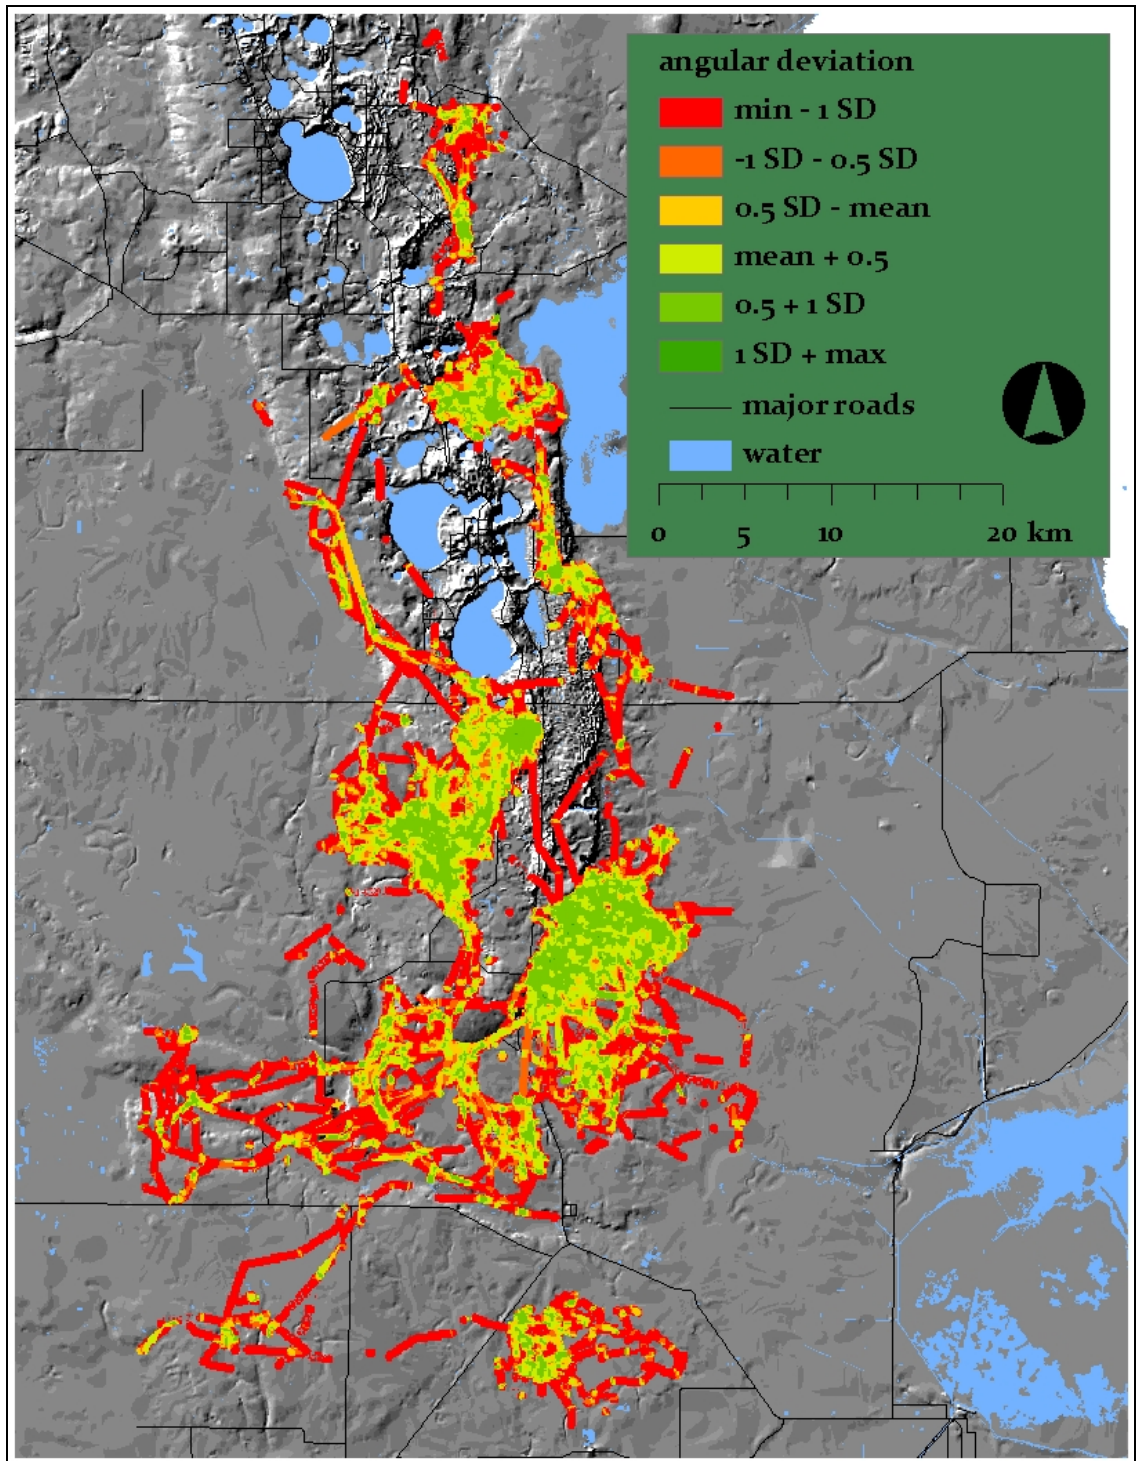 angular deviation
min - 1 SD
-1 SD - 0.5 SD
0.5 SD - mean
mean + 0.5
0.5 + 1 SD
1 SD + max
major roads
water
0 5 10 20 km